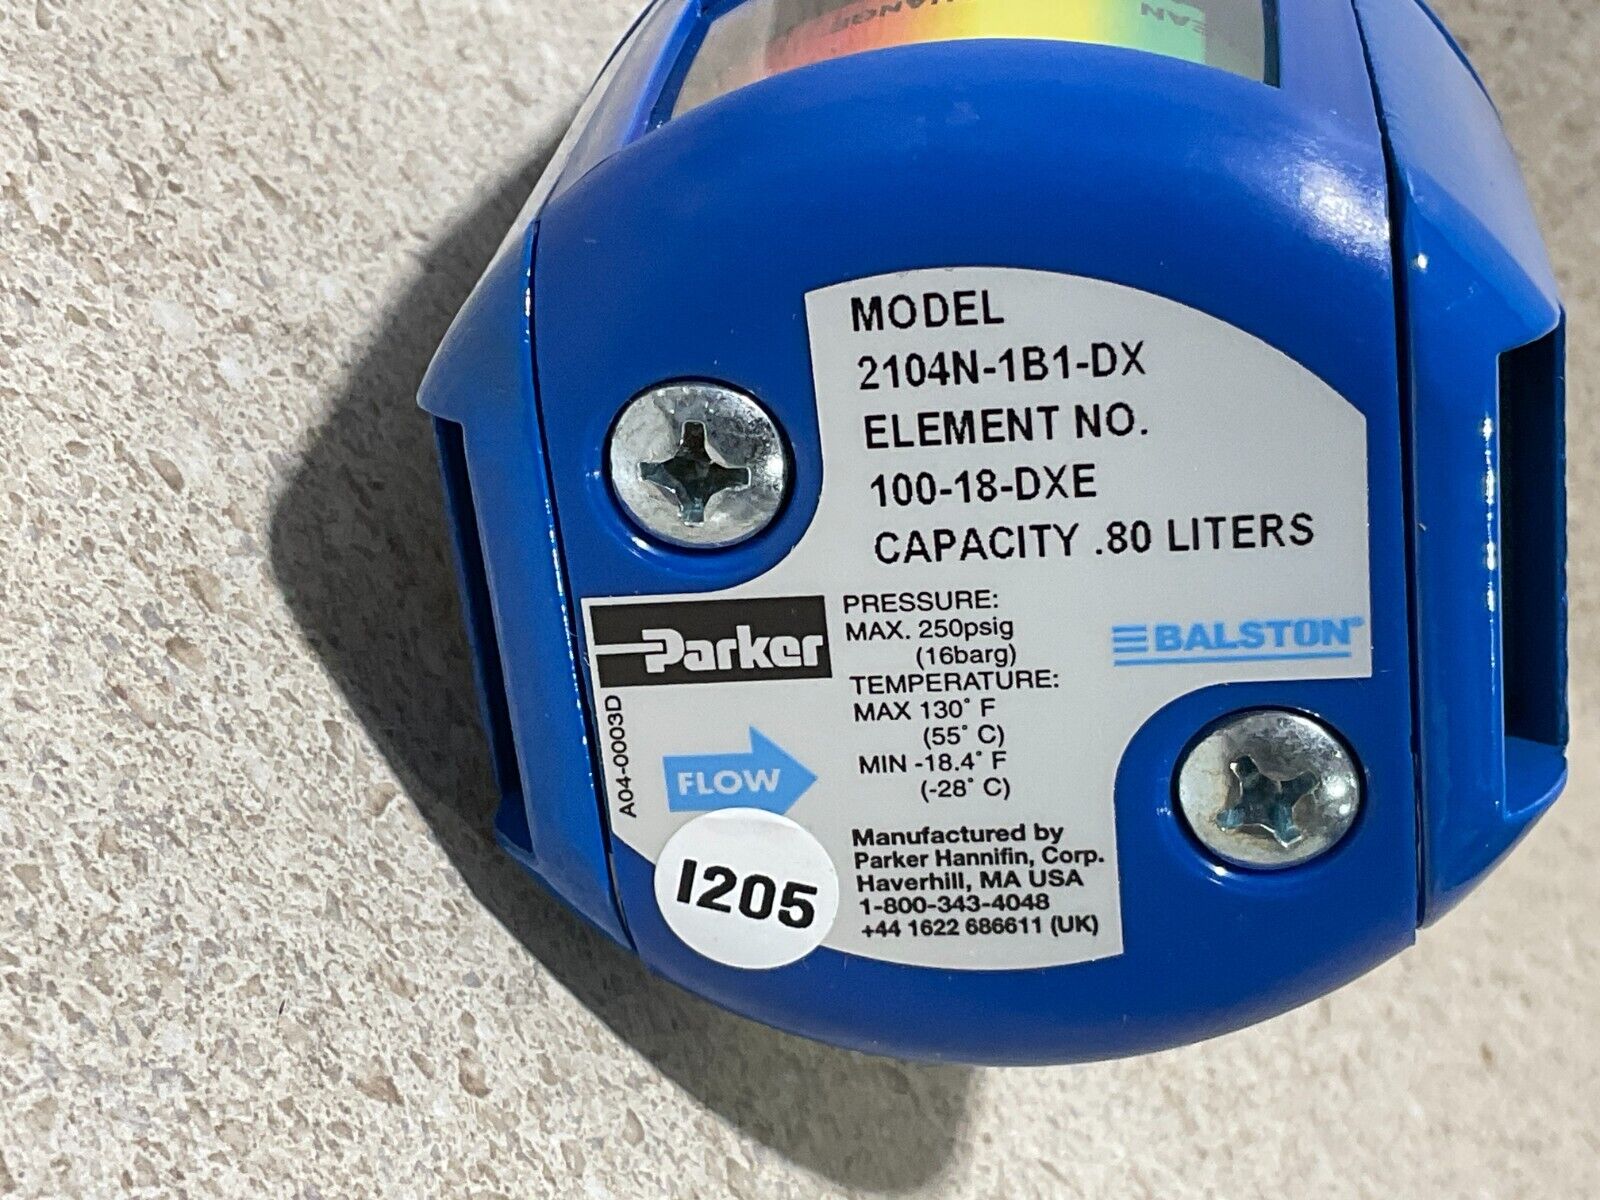 EAN
CHANGE
MODEL
2104N-1B1-DX
ELEMENT NO.
100-18-DXE
CAPACITY .80 LITERS
Parker
PRESSURE:
MAX. 250psig
(16barg)
TEMPERATURE:
MAX 130° F
(55° C)
MIN -18.4° F
(-28° C)
BALSTON®
A04-0003D
FLOW
I205
Manufactured by
Parker Hannifin, Corp.
Haverhill, MA USA
1-800-343-4048
+44 1622 686611 (UK)